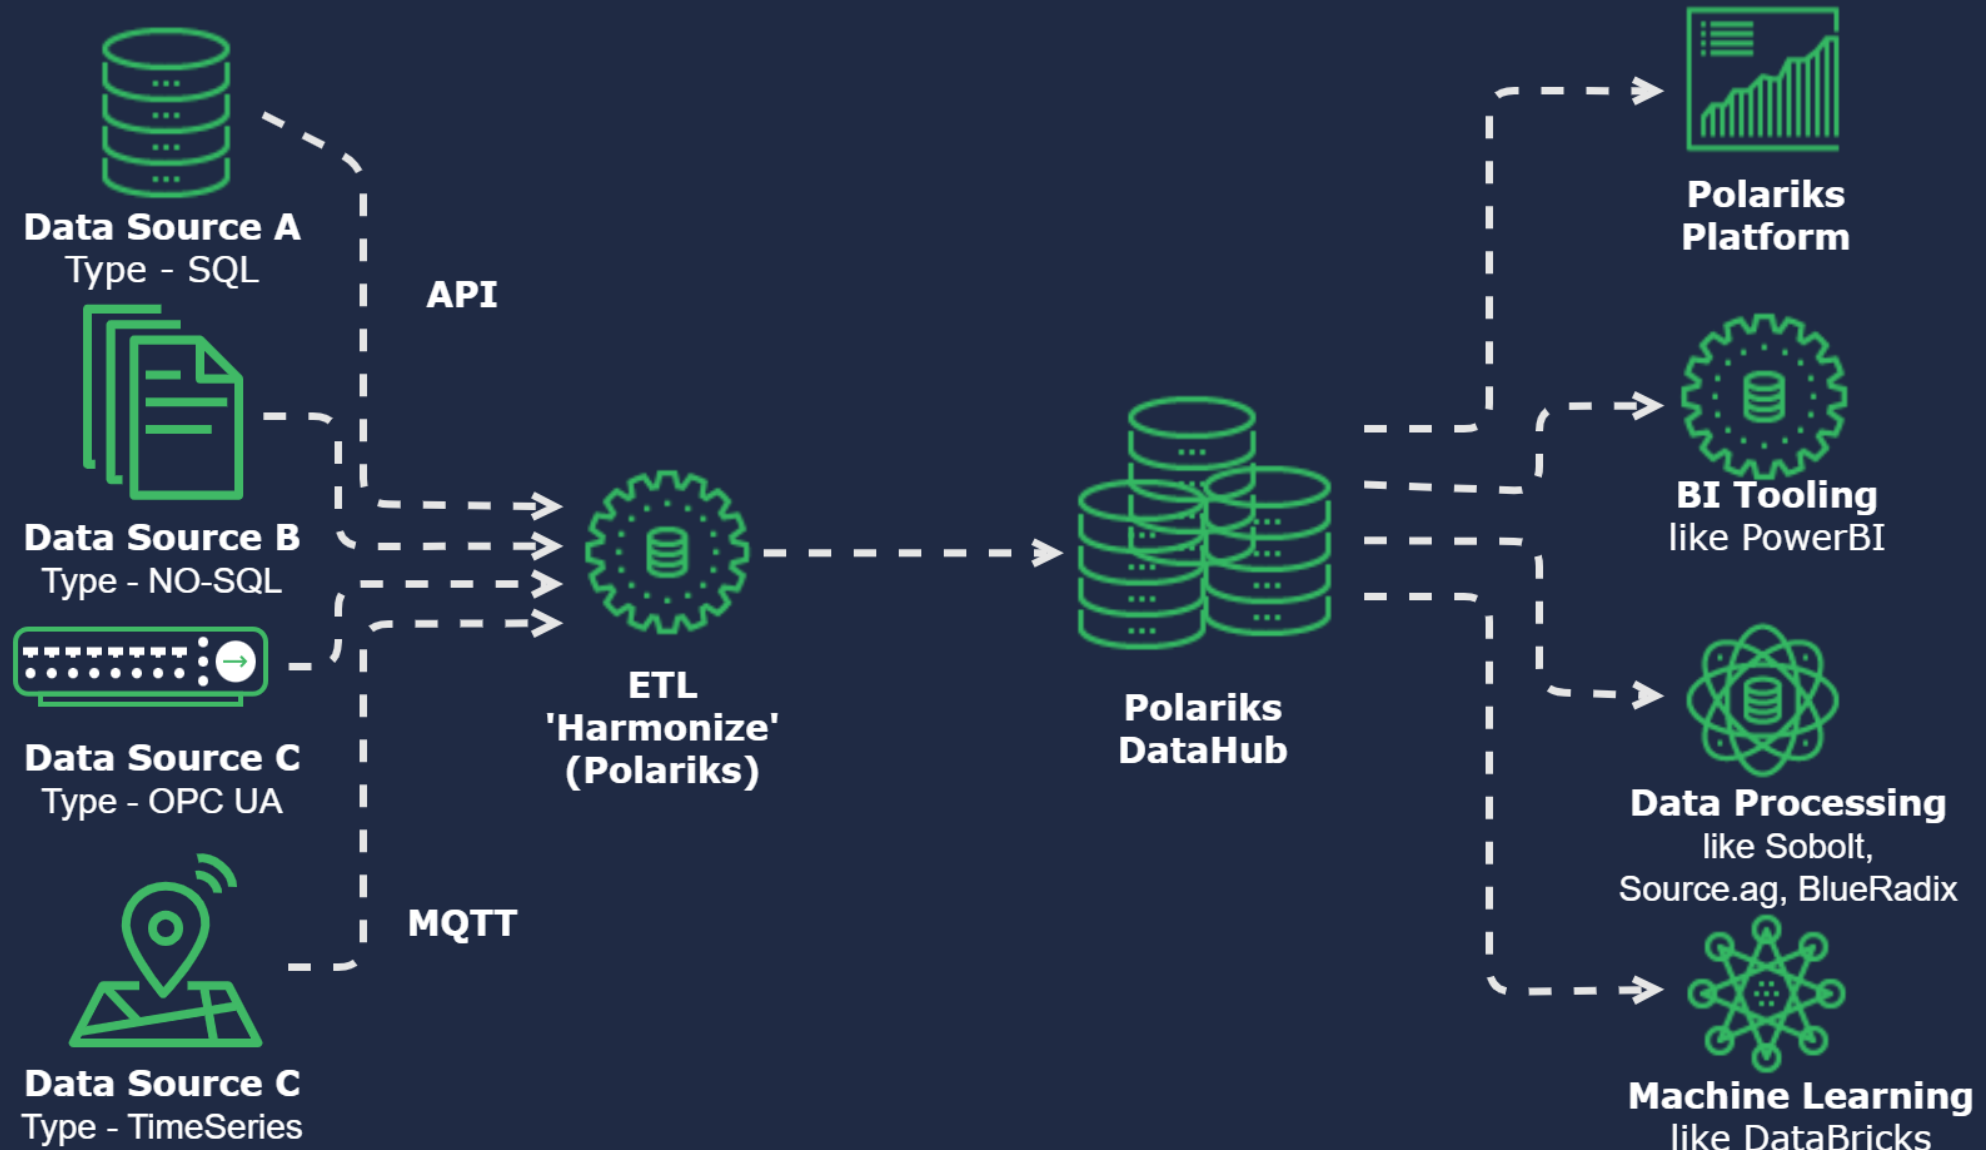 Data Source A
Type - SQL
API
Data Source B
Type - NO-SQL
Data Source C
Type - OPC UA
MQTT
Data Source C
Type - TimeSeries
ETL
'Harmonize'
(Polariks)
Polariks
DataHub
Polariks
Platform
BI Tooling
like PowerBI
Data Processing
like Sobolt,
Source.ag, BlueRadix
Machine Learning
like DataBricks